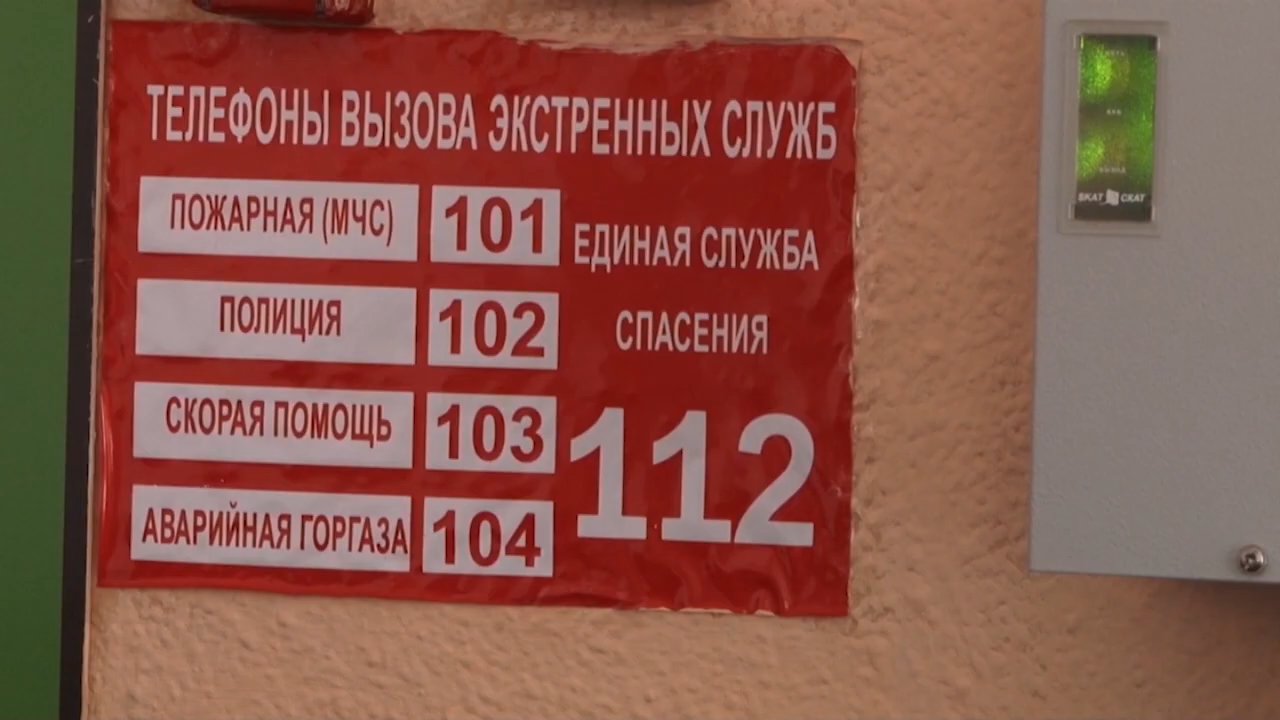 ТЕЛЕФОНЫ ВЫЗОВА ЭКСТРЕННЫХ СЛУЖБ
ПОЖАРНАЯ (МЧС) 101
ПОЛИЦИЯ 102
СКОРАЯ ПОМОЩЬ 103
АВАРИЙНАЯ ГОРГАЗА 104
ЕДИНАЯ СЛУЖБА
СПАСЕНИЯ
112
SKAT СКАТ